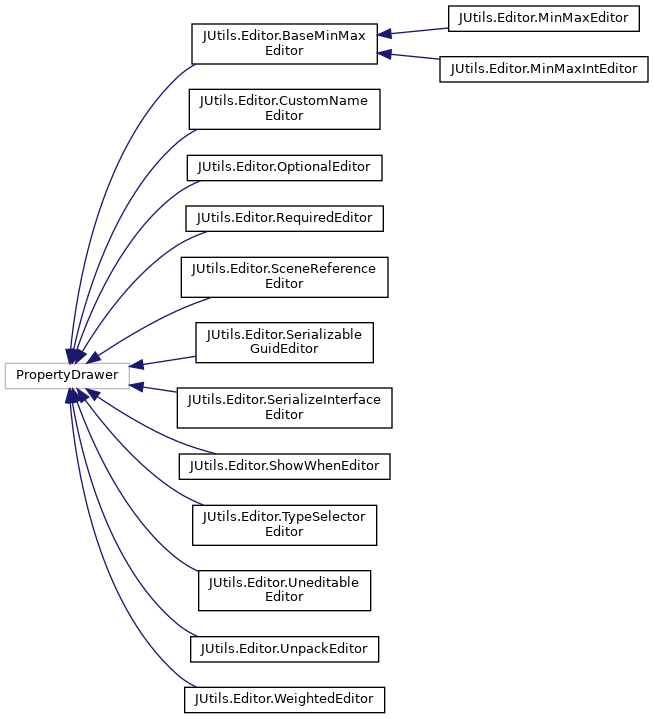 JUtils.Editor.BaseMinMax
Editor
JUtils.Editor.MinMaxEditor
JUtils.Editor.MinMaxIntEditor
JUtils.Editor.CustomName
Editor
JUtils.Editor.OptionalEditor
JUtils.Editor.RequiredEditor
JUtils.Editor.SceneReference
Editor
JUtils.Editor.Serializable
GuidEditor
PropertyDrawer
JUtils.Editor.SerializeInterface
Editor
JUtils.Editor.ShowWhenEditor
JUtils.Editor.TypeSelector
Editor
JUtils.Editor.Uneditable
Editor
JUtils.Editor.UnpackEditor
JUtils.Editor.WeightedEditor